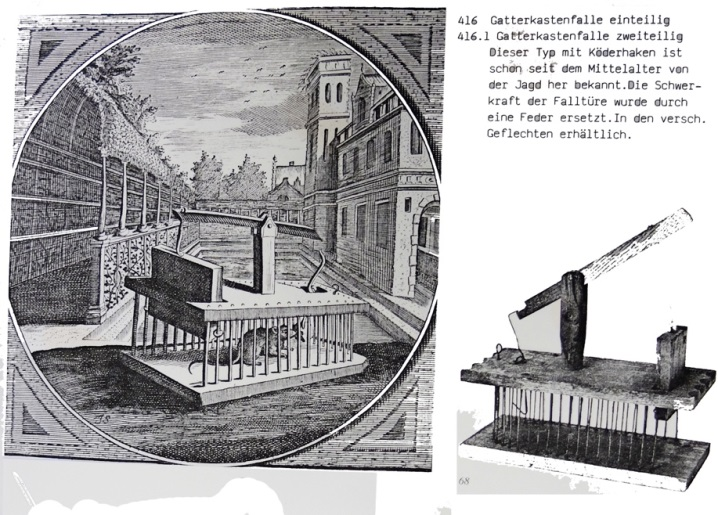 416 Gatterkastenfalle einteilig
416.1 Gatterkastenfalle zweiteilig
Dieser Typ mit Köderhaken ist
schon seit dem Mittelalter von
der Jagd her bekannt.Die Schwer-
kraft der Falltüre wurde durch
eine Feder ersetzt.In den versch.
Geflechten erhältlich.
68